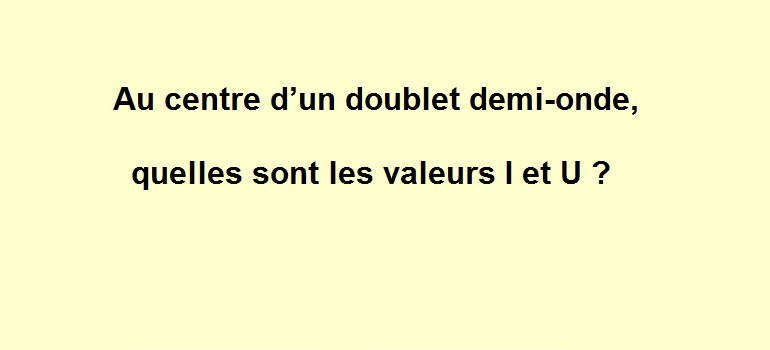 Au centre d’un doublet demi-onde,
quelles sont les valeurs I et U ?